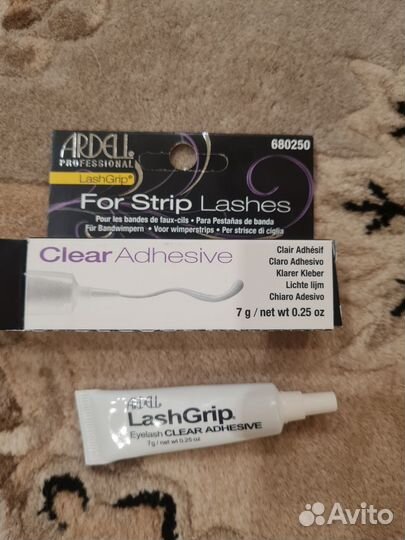 ARDELL®
PROFESSIONAL
680250
LashGrip®
For Strip Lashes
Pour les bandes de faux-cils • Para Pestañas de banda
Für Bandwimpern • Voor wimperstrips • Per strisce di ciglia
Clear Adhesive
Clair Adhésif
Claro Adhesivo
Klarer Kleber
Lichte lijm
Chiaro Adesivo
7 g / net wt 0.25 oz
ARDELL
LashGrip®
Eyelash CLEAR ADHESIVE
7g / net wt 0.25 oz
Avito